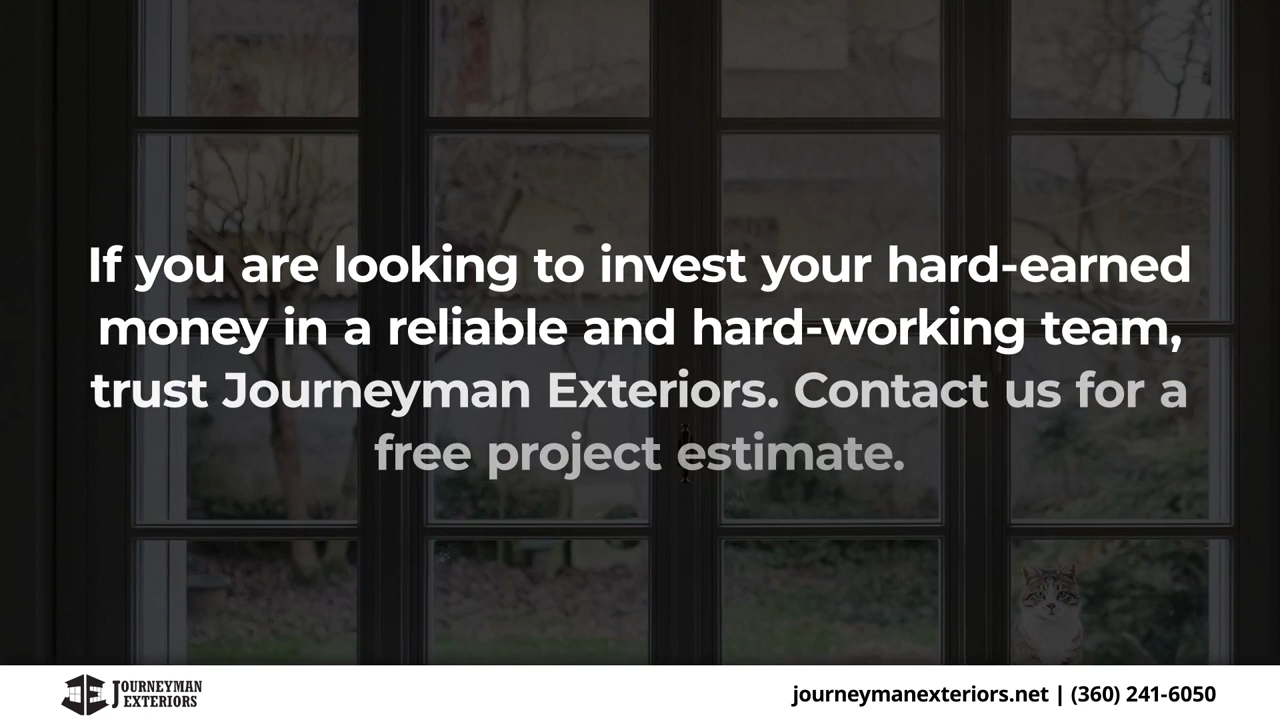 If you are looking to invest your hard-earned
money in a reliable and hard-working team,
trust Journeyman Exteriors. Contact us for a
free project estimate.
JOURNEYMAN
EXTERIORS
journeymanexteriors.net | (360) 241-6050